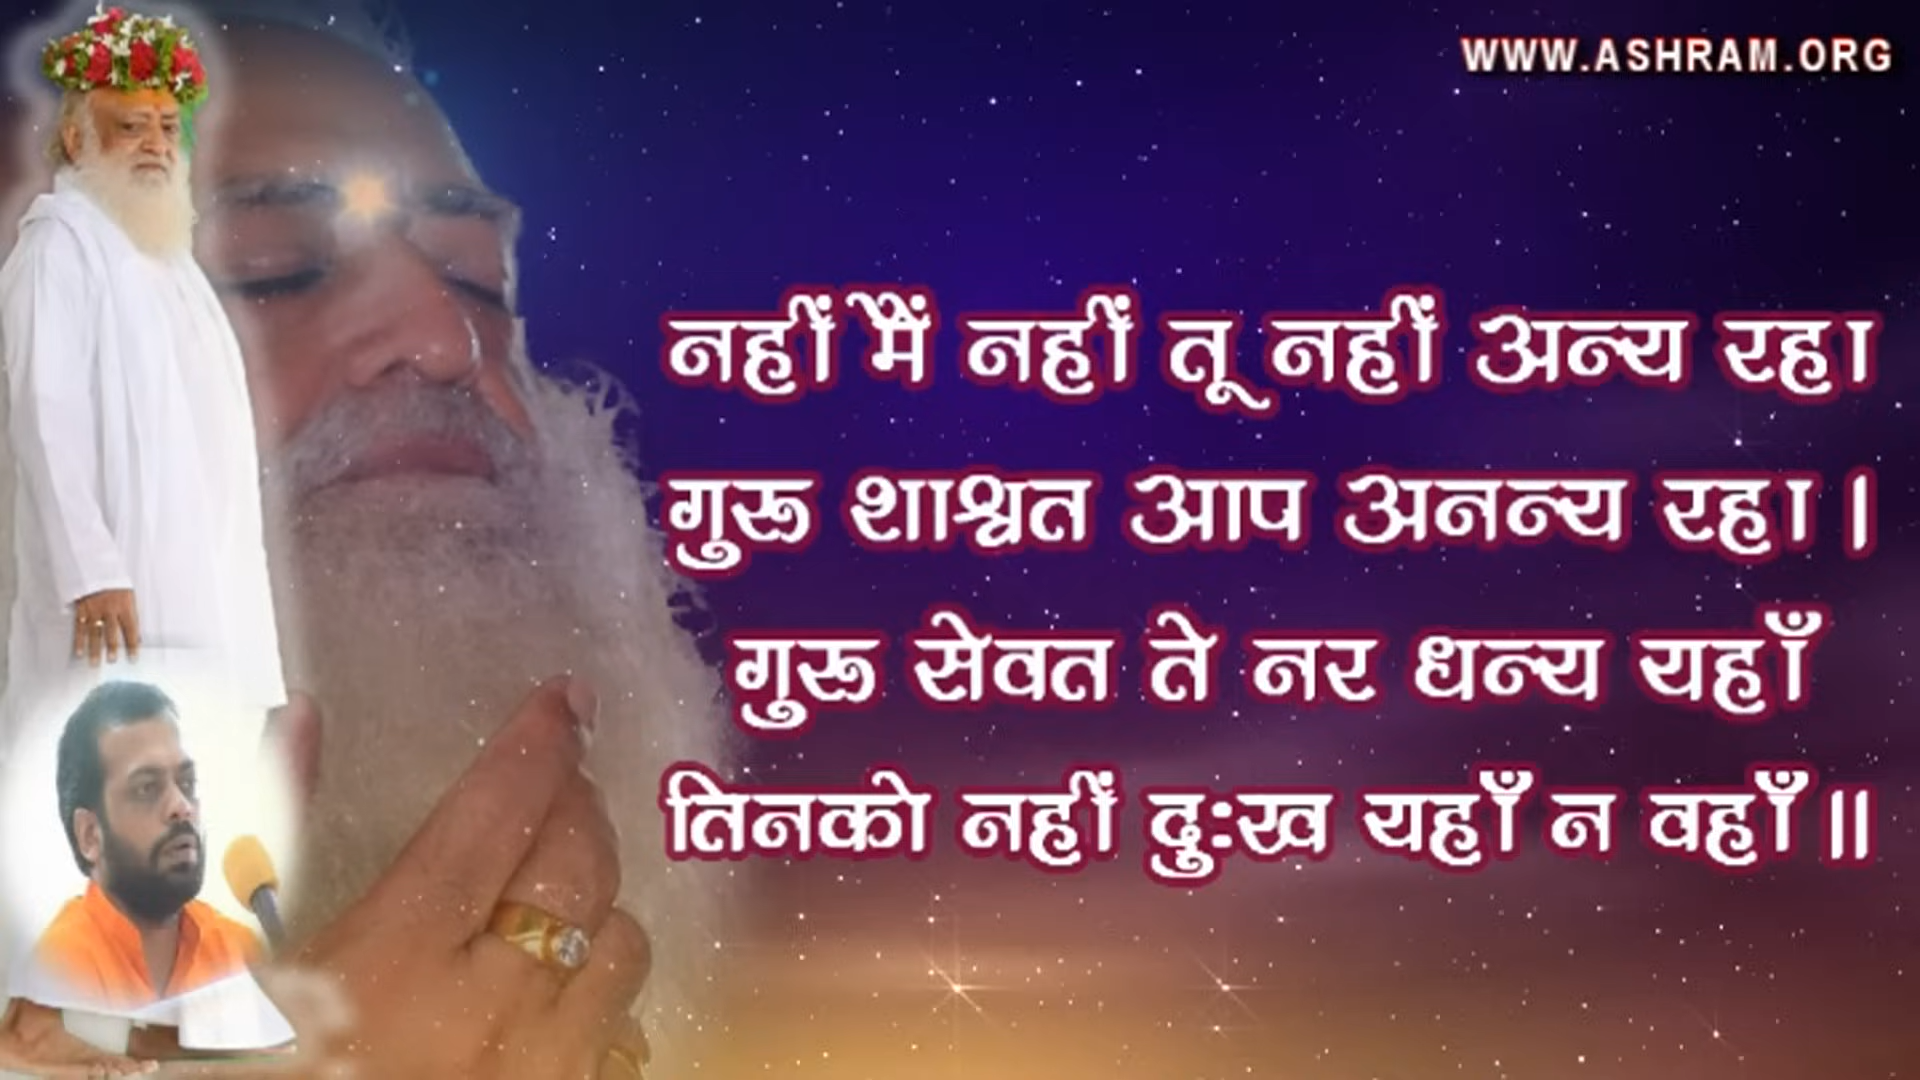 WWW.ASHRAM.ORG
नहीं मैं नहीं तू नहीं अन्य रहा
गुरू शाश्वत आप अनन्य रहा ।
गुरू सेवत ते नर धन्य यहाँ
तिनको नहीं दुःख यहाँ न वहाँ ॥